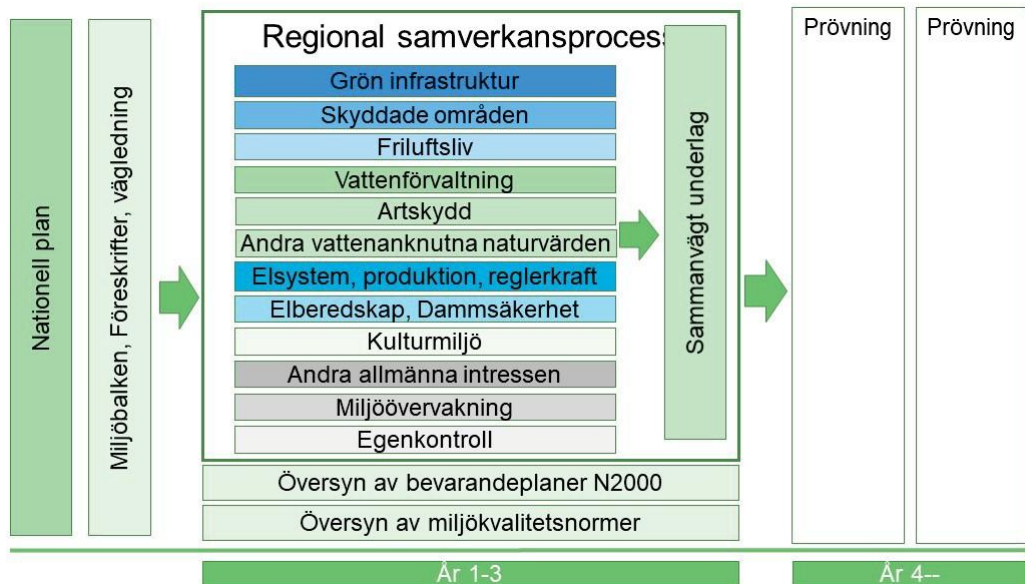 Nationell plan
Miljöbalken, Föreskrifter, vägledning
Regional samverkansprocess
Grön infrastruktur
Skyddade områden
Friluftsliv
Vattenförvaltning
Artskydd
Andra vattenanknutna naturvärden
Elsystem, produktion, reglerkraft
Elberedskap, Dammsäkerhet
Kulturmiljö
Andra allmänna intressen
Miljöövervakning
Egenkontroll
Sammanvägt underlag
Översyn av bevarandeplaner N2000
Översyn av miljökvalitetsnormer
Prövning
Prövning
År 1-3
År 4--